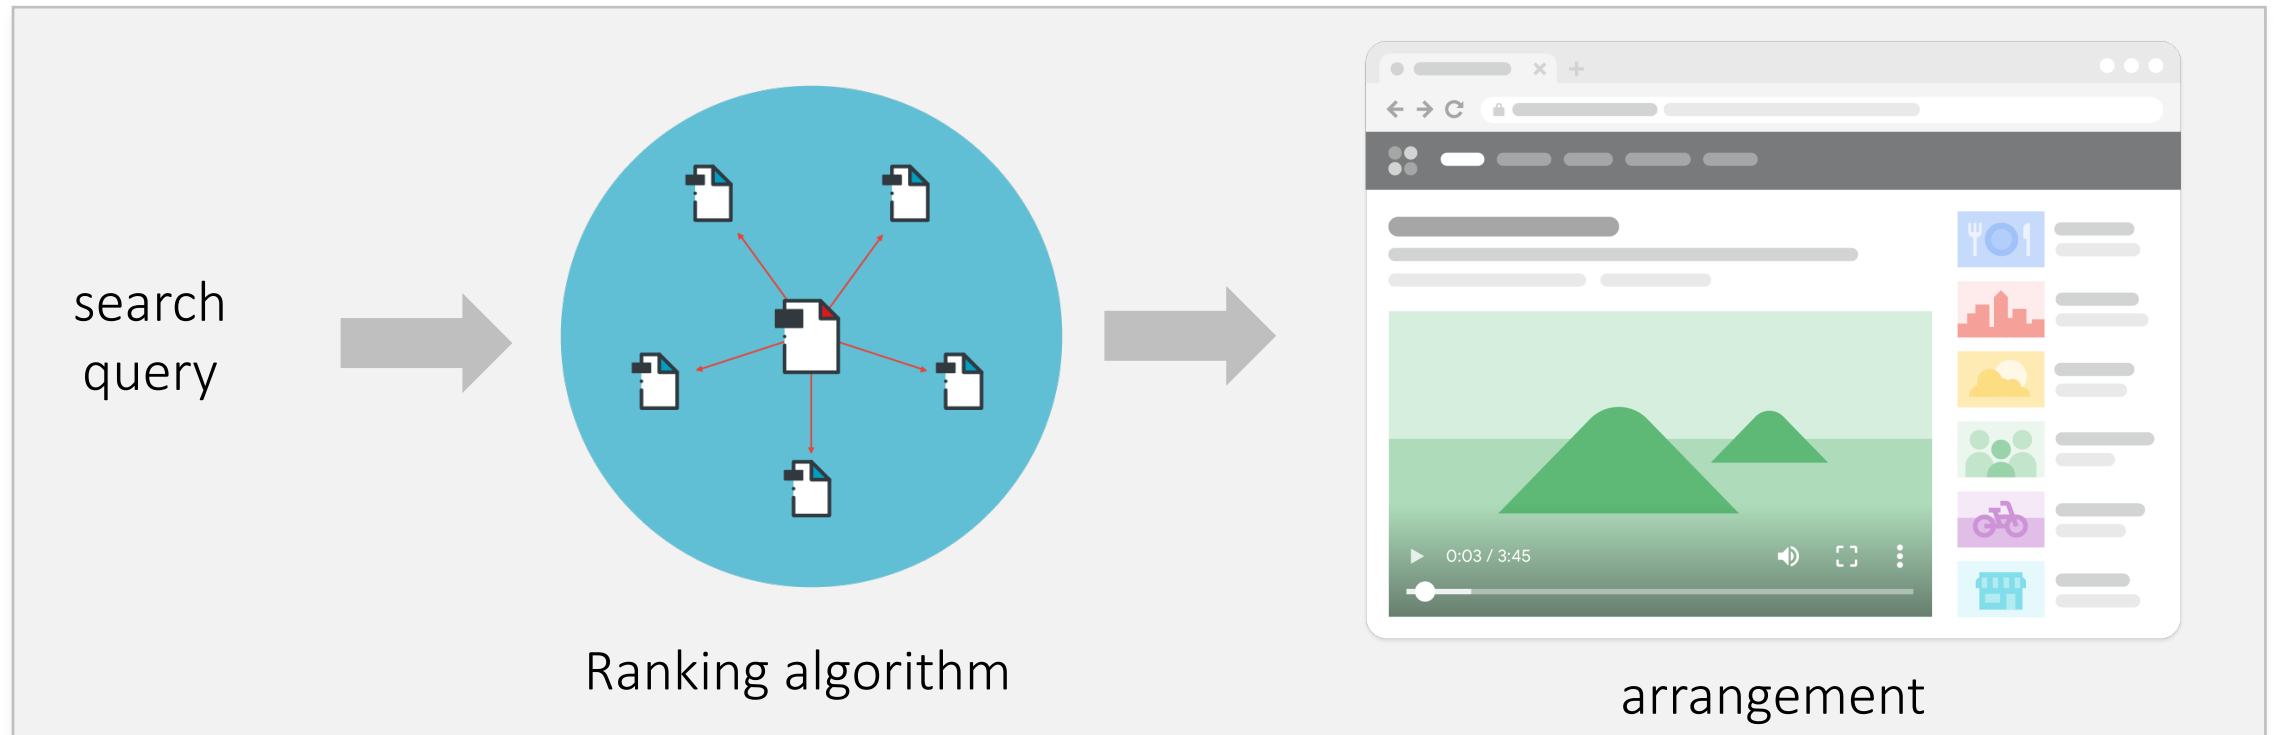 search
query
Ranking algorithm
0:03 / 3:45
arrangement